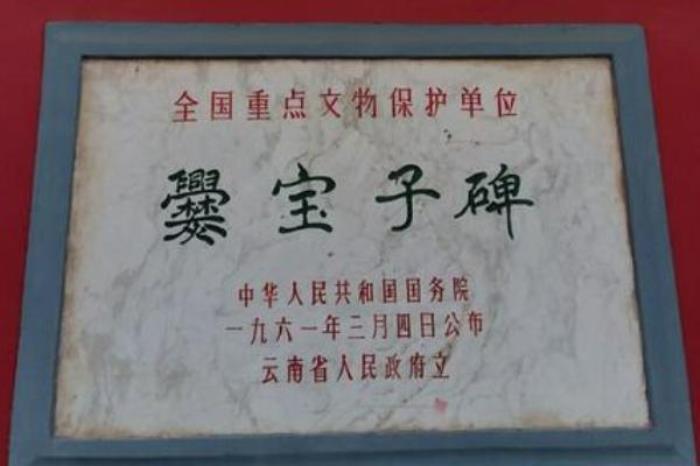 全国重点文物保护单位
爨宝子碑
中华人民共和国国务院
一九六一年三月四日公布
云南省人民政府立